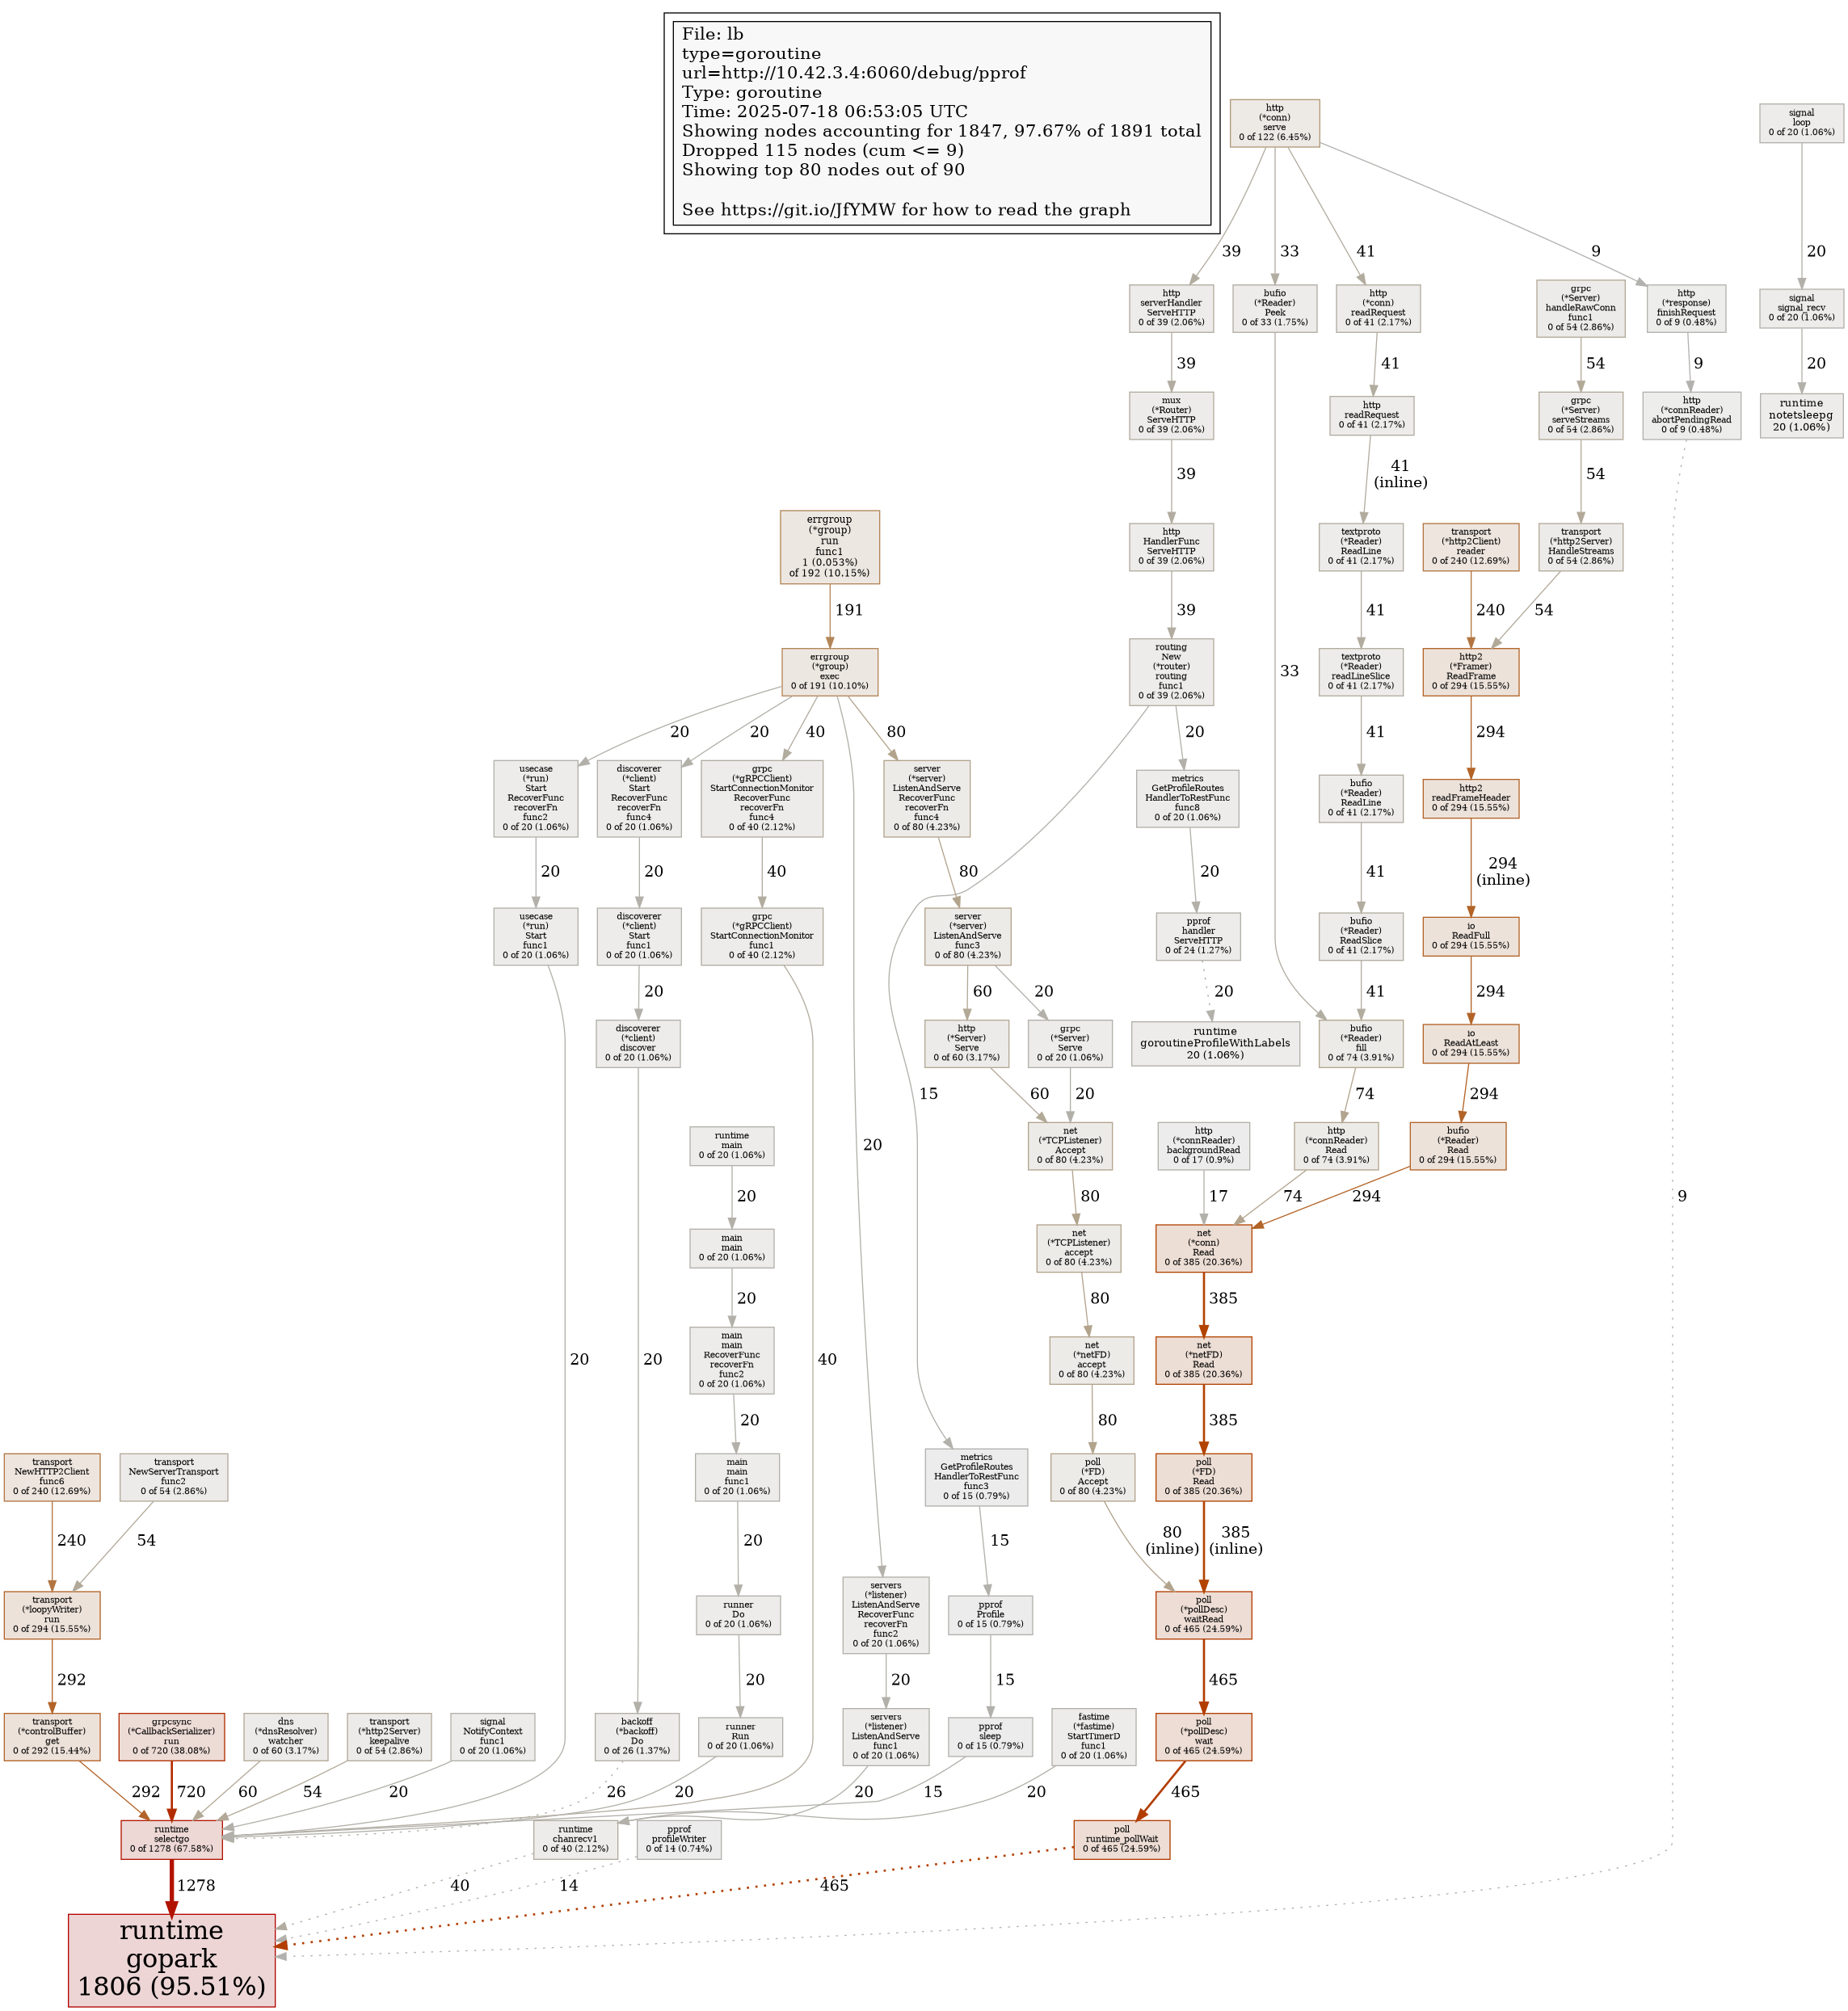 File: lb
type=goroutine
url=http://10.42.3.4:6060/debug/pprof
Type: goroutine
Time: 2025-07-18 06:53:05 UTC
Showing nodes accounting for 1847, 97.67% of 1891 total
Dropped 115 nodes (cum <= 9)
Showing top 80 nodes out of 90
See https://git.io/JfYMW for how to read the graph
http
(*conn)
serve
0 of 122 (6.45%)
signal
loop
0 of 20 (1.06%)
39
33
41
9
20
http
serverHandler
ServeHTTP
0 of 39 (2.06%)
bufio
(*Reader)
Peek
0 of 33 (1.75%)
http
(*conn)
readRequest
0 of 41 (2.17%)
grpc
(*Server)
handleRawConn
func1
0 of 54 (2.86%)
http
(*response)
finishRequest
0 of 9 (0.48%)
signal
signal_recv
0 of 20 (1.06%)
39
41
54
9
20
mux
(*Router)
ServeHTTP
0 of 39 (2.06%)
http
readRequest
0 of 41 (2.17%)
grpc
(*Server)
serveStreams
0 of 54 (2.86%)
http
(*connReader)
abortPendingRead
0 of 9 (0.48%)
runtime
notetsleepg
20 (1.06%)
39
41
(inline)
54
errgroup
(*group)
run
func1
1 (0.053%)
of 192 (10.15%)
http
HandlerFunc
ServeHTTP
0 of 39 (2.06%)
textproto
(*Reader)
ReadLine
0 of 41 (2.17%)
transport
(*http2Client)
reader
0 of 240 (12.69%)
transport
(*http2Server)
HandleStreams
0 of 54 (2.86%)
191
39
41
240
54
errgroup
(*group)
exec
0 of 191 (10.10%)
routing
New
(*router)
routing
func1
0 of 39 (2.06%)
33
textproto
(*Reader)
readLineSlice
0 of 41 (2.17%)
http2
(*Framer)
ReadFrame
0 of 294 (15.55%)
20
20
40
80
20
41
294
usecase
(*run)
Start
RecoverFunc
recoverFn
func2
0 of 20 (1.06%)
discoverer
(*client)
Start
RecoverFunc
recoverFn
func4
0 of 20 (1.06%)
grpc
(*gRPCClient)
StartConnectionMonitor
RecoverFunc
recoverFn
func4
0 of 40 (2.12%)
server
(*server)
ListenAndServe
RecoverFunc
recoverFn
func4
0 of 80 (4.23%)
metrics
GetProfileRoutes
HandlerToRestFunc
func8
0 of 20 (1.06%)
bufio
(*Reader)
ReadLine
0 of 41 (2.17%)
http2
readFrameHeader
0 of 294 (15.55%)
20
20
40
80
20
41
294
(inline)
usecase
(*run)
Start
func1
0 of 20 (1.06%)
discoverer
(*client)
Start
func1
0 of 20 (1.06%)
grpc
(*gRPCClient)
StartConnectionMonitor
func1
0 of 40 (2.12%)
server
(*server)
ListenAndServe
func3
0 of 80 (4.23%)
pprof
handler
ServeHTTP
0 of 24 (1.27%)
bufio
(*Reader)
ReadSlice
0 of 41 (2.17%)
io
ReadFull
0 of 294 (15.55%)
20
60
20
20
41
294
discoverer
(*client)
discover
0 of 20 (1.06%)
http
(*Server)
Serve
0 of 60 (3.17%)
grpc
(*Server)
Serve
0 of 20 (1.06%)
runtime
goroutineProfileWithLabels
20 (1.06%)
bufio
(*Reader)
fill
0 of 74 (3.91%)
io
ReadAtLeast
0 of 294 (15.55%)
15
60
20
74
294
runtime
main
0 of 20 (1.06%)
20
net
(*TCPListener)
Accept
0 of 80 (4.23%)
http
(*connReader)
backgroundRead
0 of 17 (0.9%)
http
(*connReader)
Read
0 of 74 (3.91%)
bufio
(*Reader)
Read
0 of 294 (15.55%)
20
80
17
74
294
9
main
main
0 of 20 (1.06%)
net
(*TCPListener)
accept
0 of 80 (4.23%)
net
(*conn)
Read
0 of 385 (20.36%)
20
80
385
20
20
main
main
RecoverFunc
recoverFn
func2
0 of 20 (1.06%)
40
net
(*netFD)
accept
0 of 80 (4.23%)
net
(*netFD)
Read
0 of 385 (20.36%)
20
80
385
transport
NewHTTP2Client
func6
0 of 240 (12.69%)
transport
NewServerTransport
func2
0 of 54 (2.86%)
main
main
func1
0 of 20 (1.06%)
metrics
GetProfileRoutes
HandlerToRestFunc
func3
0 of 15 (0.79%)
poll
(*FD)
Accept
0 of 80 (4.23%)
poll
(*FD)
Read
0 of 385 (20.36%)
240
54
20
15
80
(inline)
385
(inline)
transport
(*loopyWriter)
run
0 of 294 (15.55%)
runner
Do
0 of 20 (1.06%)
servers
(*listener)
ListenAndServe
RecoverFunc
recoverFn
func2
0 of 20 (1.06%)
pprof
Profile
0 of 15 (0.79%)
poll
(*pollDesc)
waitRead
0 of 465 (24.59%)
292
20
20
15
465
transport
(*controlBuffer)
get
0 of 292 (15.44%)
grpcsync
(*CallbackSerializer)
run
0 of 720 (38.08%)
dns
(*dnsResolver)
watcher
0 of 60 (3.17%)
transport
(*http2Server)
keepalive
0 of 54 (2.86%)
signal
NotifyContext
func1
0 of 20 (1.06%)
backoff
(*backoff)
Do
0 of 26 (1.37%)
runner
Run
0 of 20 (1.06%)
servers
(*listener)
ListenAndServe
func1
0 of 20 (1.06%)
pprof
sleep
0 of 15 (0.79%)
fastime
(*fastime)
StartTimerD
func1
0 of 20 (1.06%)
poll
(*pollDesc)
wait
0 of 465 (24.59%)
292
720
60
54
20
26
20
20
15
20
465
runtime
selectgo
0 of 1278 (67.58%)
runtime
chanrecv1
0 of 40 (2.12%)
pprof
profileWriter
0 of 14 (0.74%)
poll
runtime_pollWait
0 of 465 (24.59%)
1278
40
14
465
runtime
gopark
1806 (95.51%)